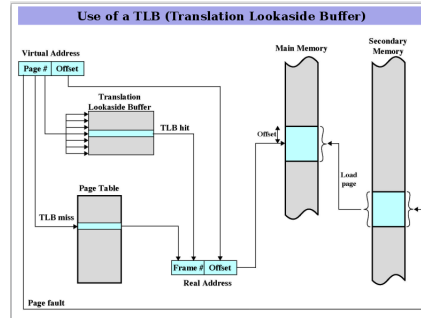 Use of a TLB (Translation Lookaside Buffer)
Secondary
Memory
Main Memory
Virtual Address
Page # Offset
Translation
Lookaside Buffer
TLB hit
Offset
Load
page
Page Table
TLB miss
Frame # Offset
Real Address
Page fault